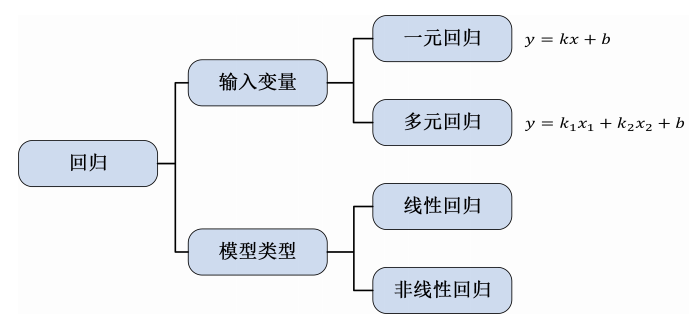 一元回归 y = kx + b
输入变量
多元回归 y = k₁x₁ + k₂x₂ + b
回归
线性回归
模型类型
非线性回归